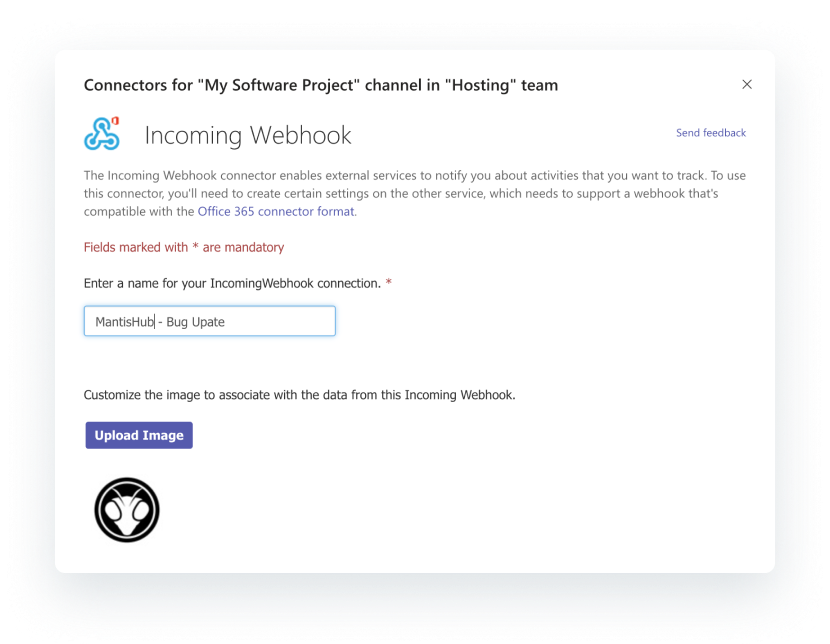 Connectors for "My Software Project" channel in "Hosting" team
Incoming Webhook
Send feedback
The Incoming Webhook connector enables external services to notify you about activities that you want to track. To use
this connector, you'll need to create certain settings on the other service, which needs to support a webhook that's
compatible with the Office 365 connector format.
Fields marked with * are mandatory
Enter a name for your IncomingWebhook connection. *
MantisHub - Bug Upate
Customize the image to associate with the data from this Incoming Webhook.
Upload Image